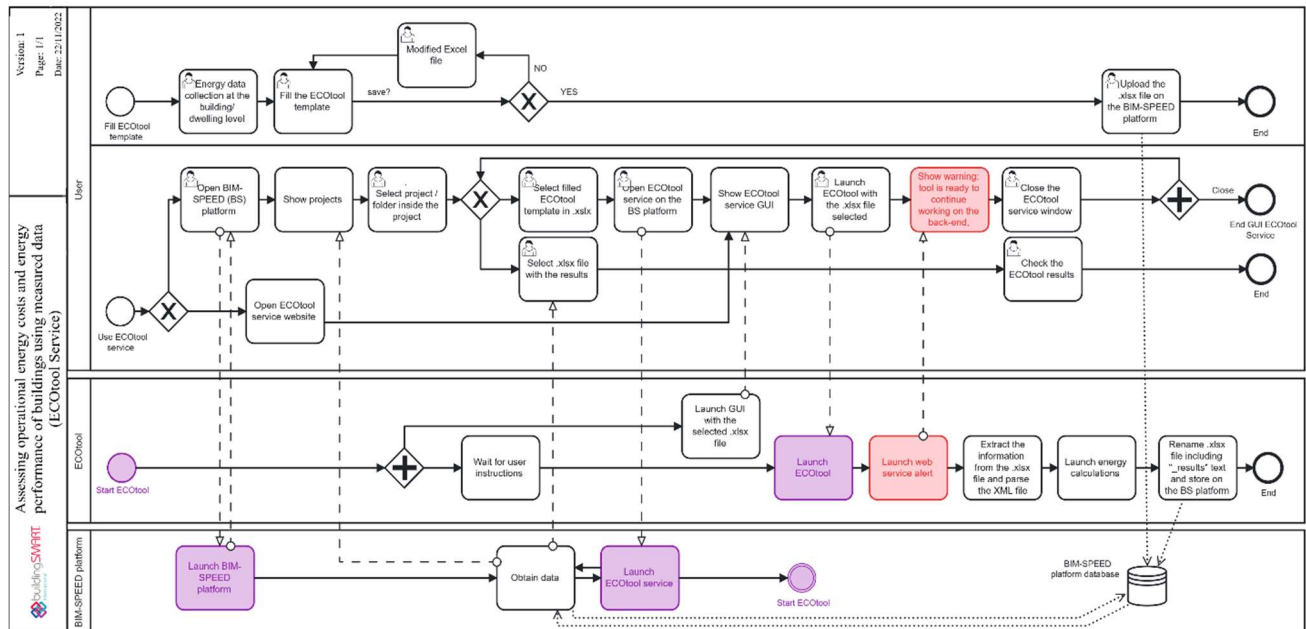 Version: 1
Page: 1/1
Date: 22/11/2022
Assessing operational energy costs and energy
performance of buildings using measured data
(ECOtool Service)
buildingSMART
User
Fill ECOtool
template
Energy data
collection at the
building/
dwelling level
Fill the ECOtool
template
Modified Excel
file
save?
NO
YES
Upload the
.xlsx file on
the BIM-SPEED
platform
End
Use ECOtool
service
Open BIM-
SPEED (BS)
platform
Show projects
Select project /
folder inside the
project
Select filled
ECOtool
template in .xslx
Open ECOtool
service on the
BS platform
Show ECOtool
service GUI
Launch
ECOtool with
the .xlsx file
selected
Show warning:
tool is ready to
continue
working on the
back-end,
Close the
ECOtool
service window
Close
End GUI ECOtool
Service
Select .xlsx file
with the results
Check the
ECOtool results
End
Open ECOtool
service website
ECOtool
Start ECOtool
Wait for user
instructions
Launch GUI
with the
selected .xlsx
file
Launch
ECOtool
Launch web
service alert
Extract the
information
from the .xlsx
file and parse
the XML file
Launch energy
calculations
Rename .xlsx
file including
"_results" text
and store on
the BS platform
End
BIM-SPEED platform
Launch BIM-
SPEED
platform
Obtain data
Launch
ECOtool service
Start ECOtool
BIM-SPEED
platform database